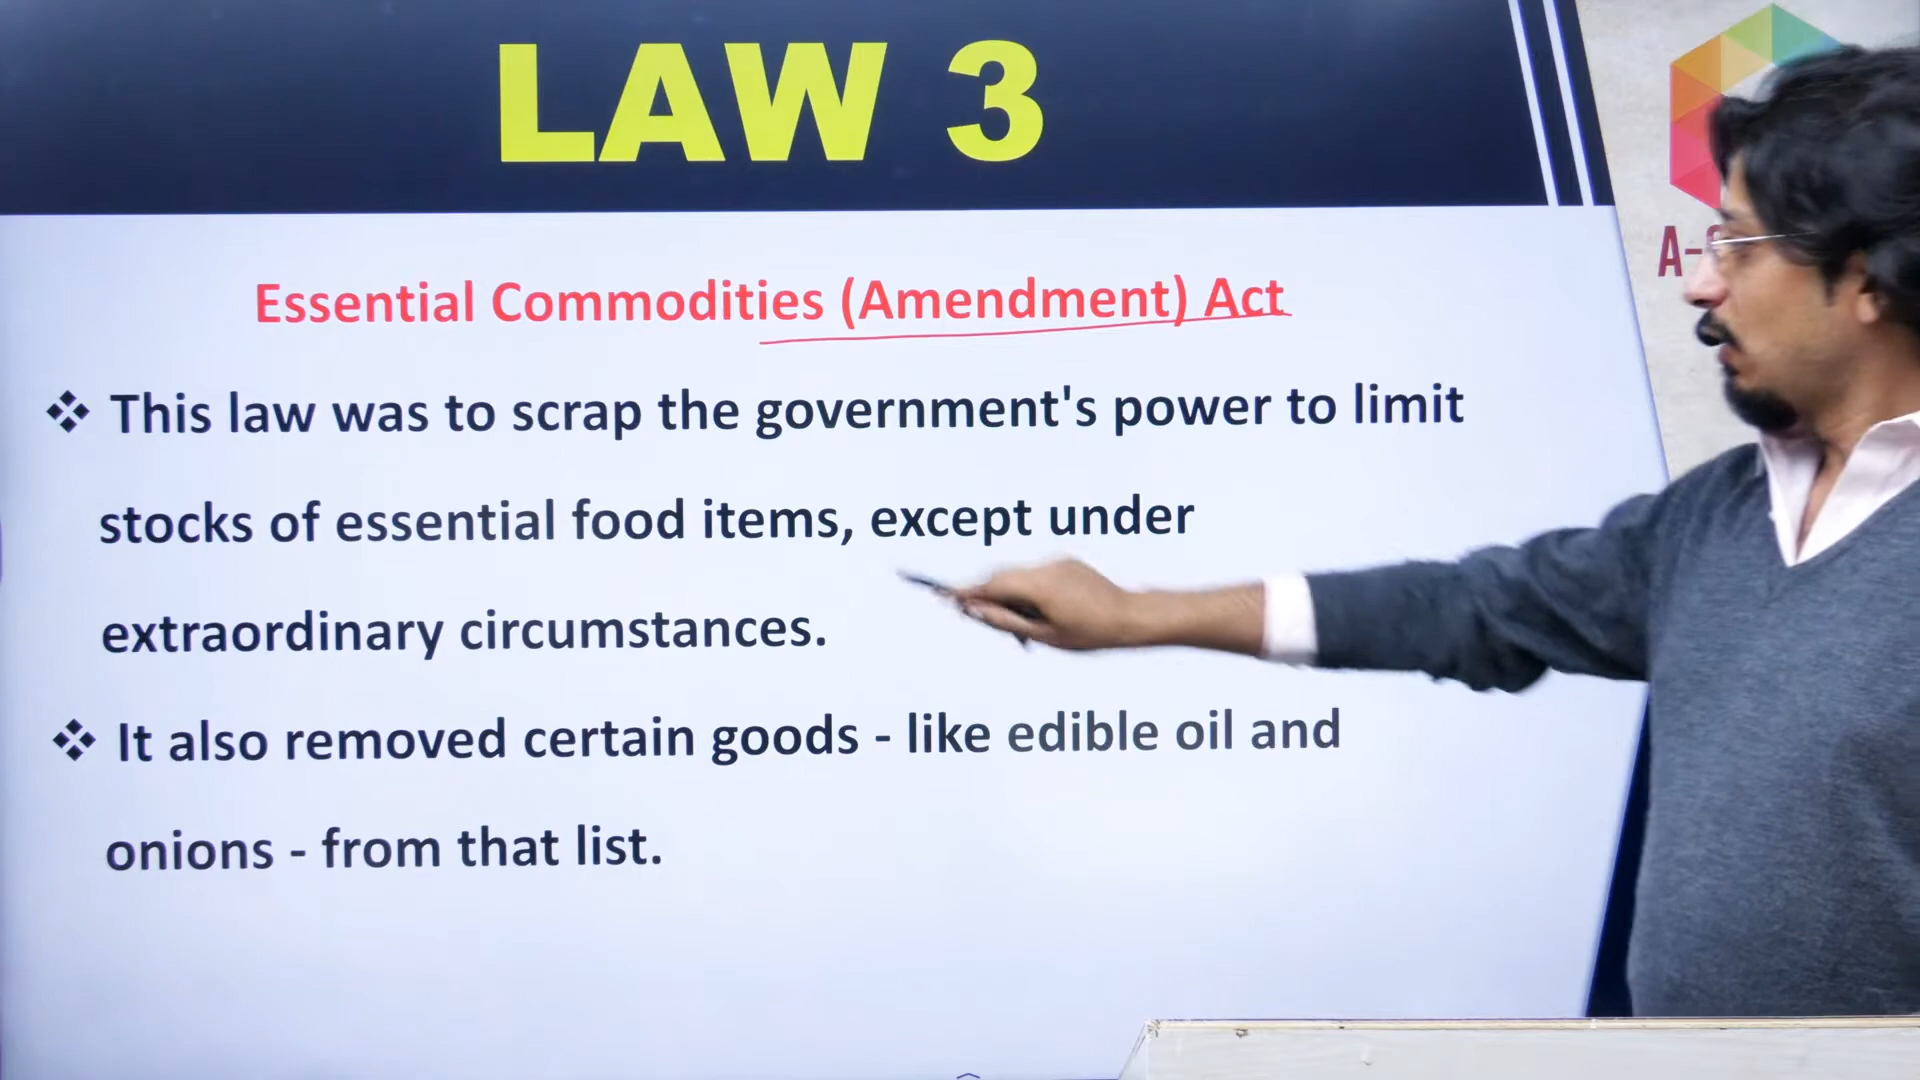 LAW 3
Essential Commodities (Amendment) Act
❖ This law was to scrap the government's power to limit
stocks of essential food items, except under
extraordinary circumstances.
❖ It also removed certain goods - like edible oil and
onions - from that list.
A-